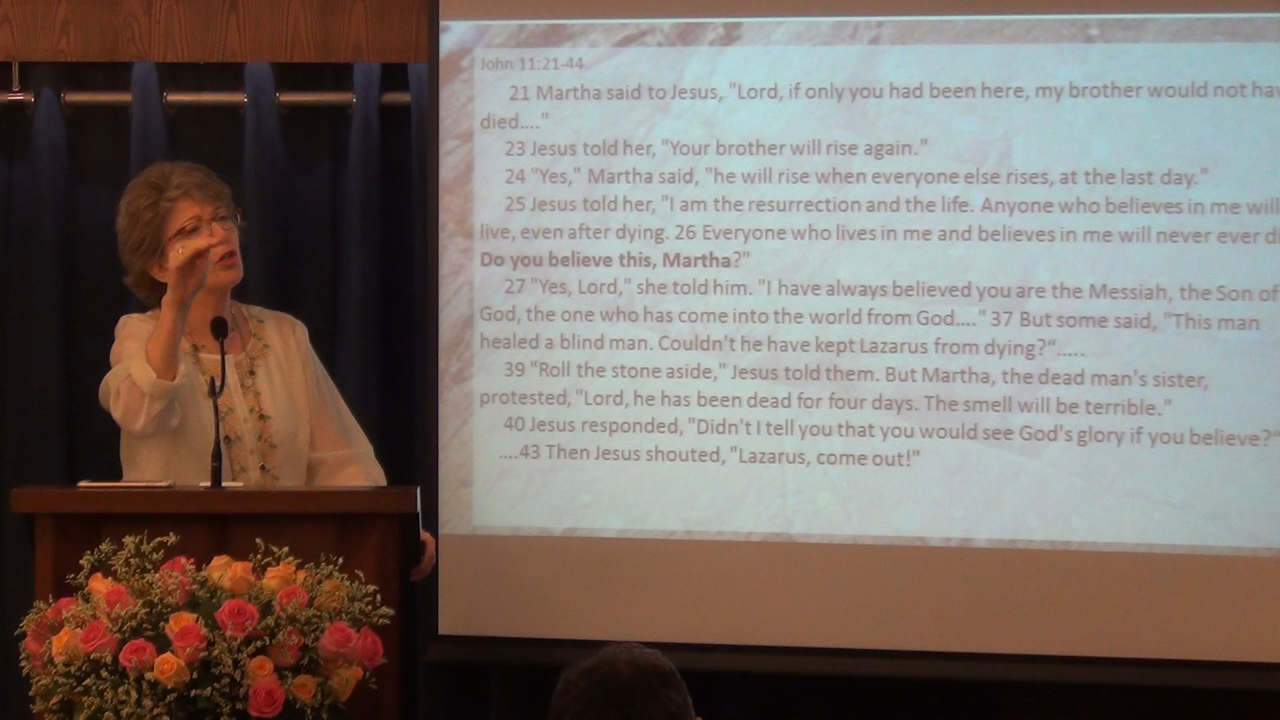 John 11:21-44
21 Martha said to Jesus, "Lord, if only you had been here, my brother would not
died...."
23 Jesus told her, "Your brother will rise again."
24 "Yes," Martha said, "he will rise when everyone else rises, at the last day."
25 Jesus told her, "I am the resurrection and the life. Anyone who believes in me will
live, even after dying. 26 Everyone who lives in me and believes in me will never ever
Do you believe this, Martha?"
27 "Yes, Lord," she told him. "I have always believed you are the Messiah, the Son of
God, the one who has come into the world from God...." 37 But some said, "This man
healed a blind man. Couldn't he have kept Lazarus from dying?".....
39 "Roll the stone aside," Jesus told them. But Martha, the dead man's sister,
protested, "Lord, he has been dead for four days. The smell will be terrible."
40 Jesus responded, "Didn't I tell you that you would see God's glory if you believe?"
....43 Then Jesus shouted, "Lazarus, come out!"